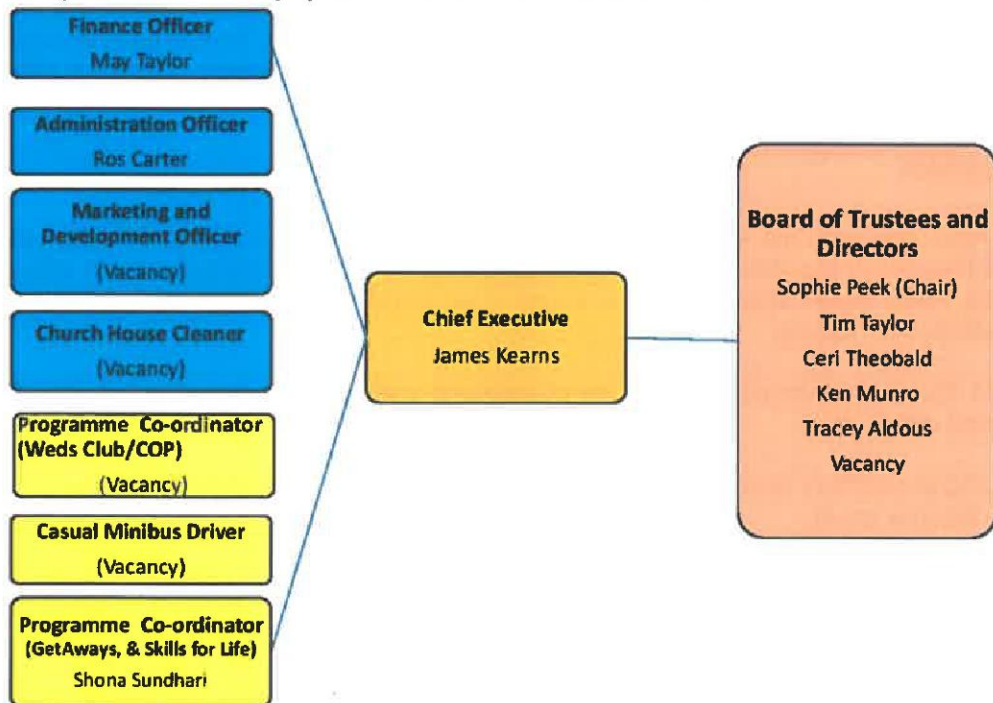 Finance Officer
May Taylor
Administration Officer
Ros Carter
Marketing and
Development Officer
(Vacancy)
Church House Cleaner
(Vacancy)
Programme Co-ordinator
(Weds Club/COP)
(Vacancy)
Casual Minibus Driver
(Vacancy)
Programme Co-ordinator
(GetAways, & Skills for Life)
Shona Sundhari
Chief Executive
James Kearns
Board of Trustees and
Directors
Sophie Peek (Chair)
Tim Taylor
Ceri Theobald
Ken Munro
Tracey Aldous
Vacancy